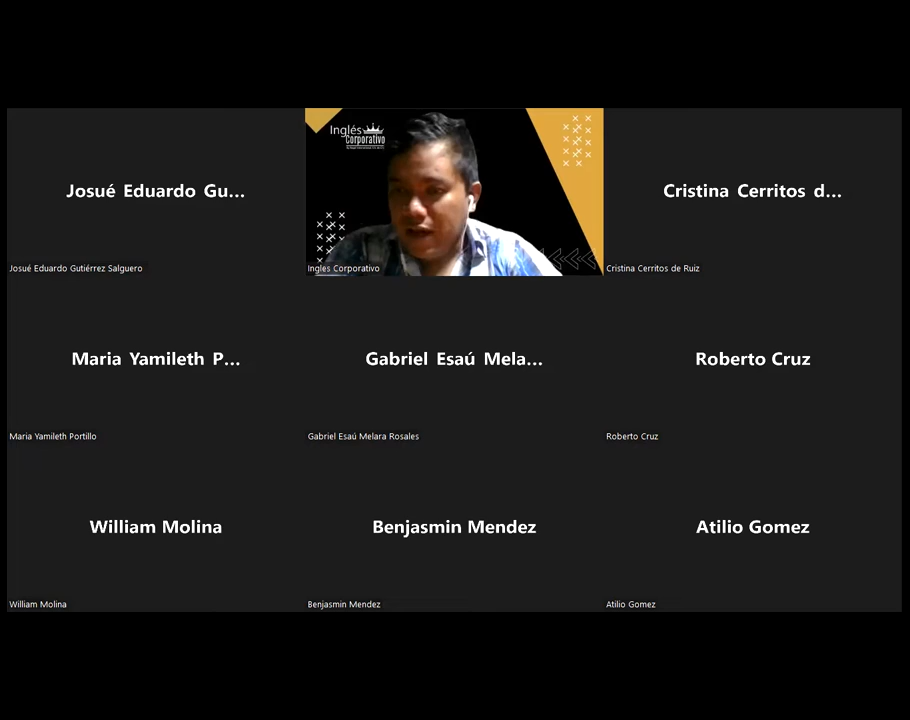 Josué Eduardo Gu...
Josué Eduardo Gutiérrez Salguero
Inglés
Corporativo
Ingles Corporativo
Cristina Cerritos d...
Cristina Cerritos de Ruiz
Maria Yamileth P...
Maria Yamileth Portillo
Gabriel Esaú Mela...
Gabriel Esaú Melara Rosales
Roberto Cruz
Roberto Cruz
William Molina
William Molina
Benjasmin Mendez
Benjasmin Mendez
Atilio Gomez
Atilio Gomez